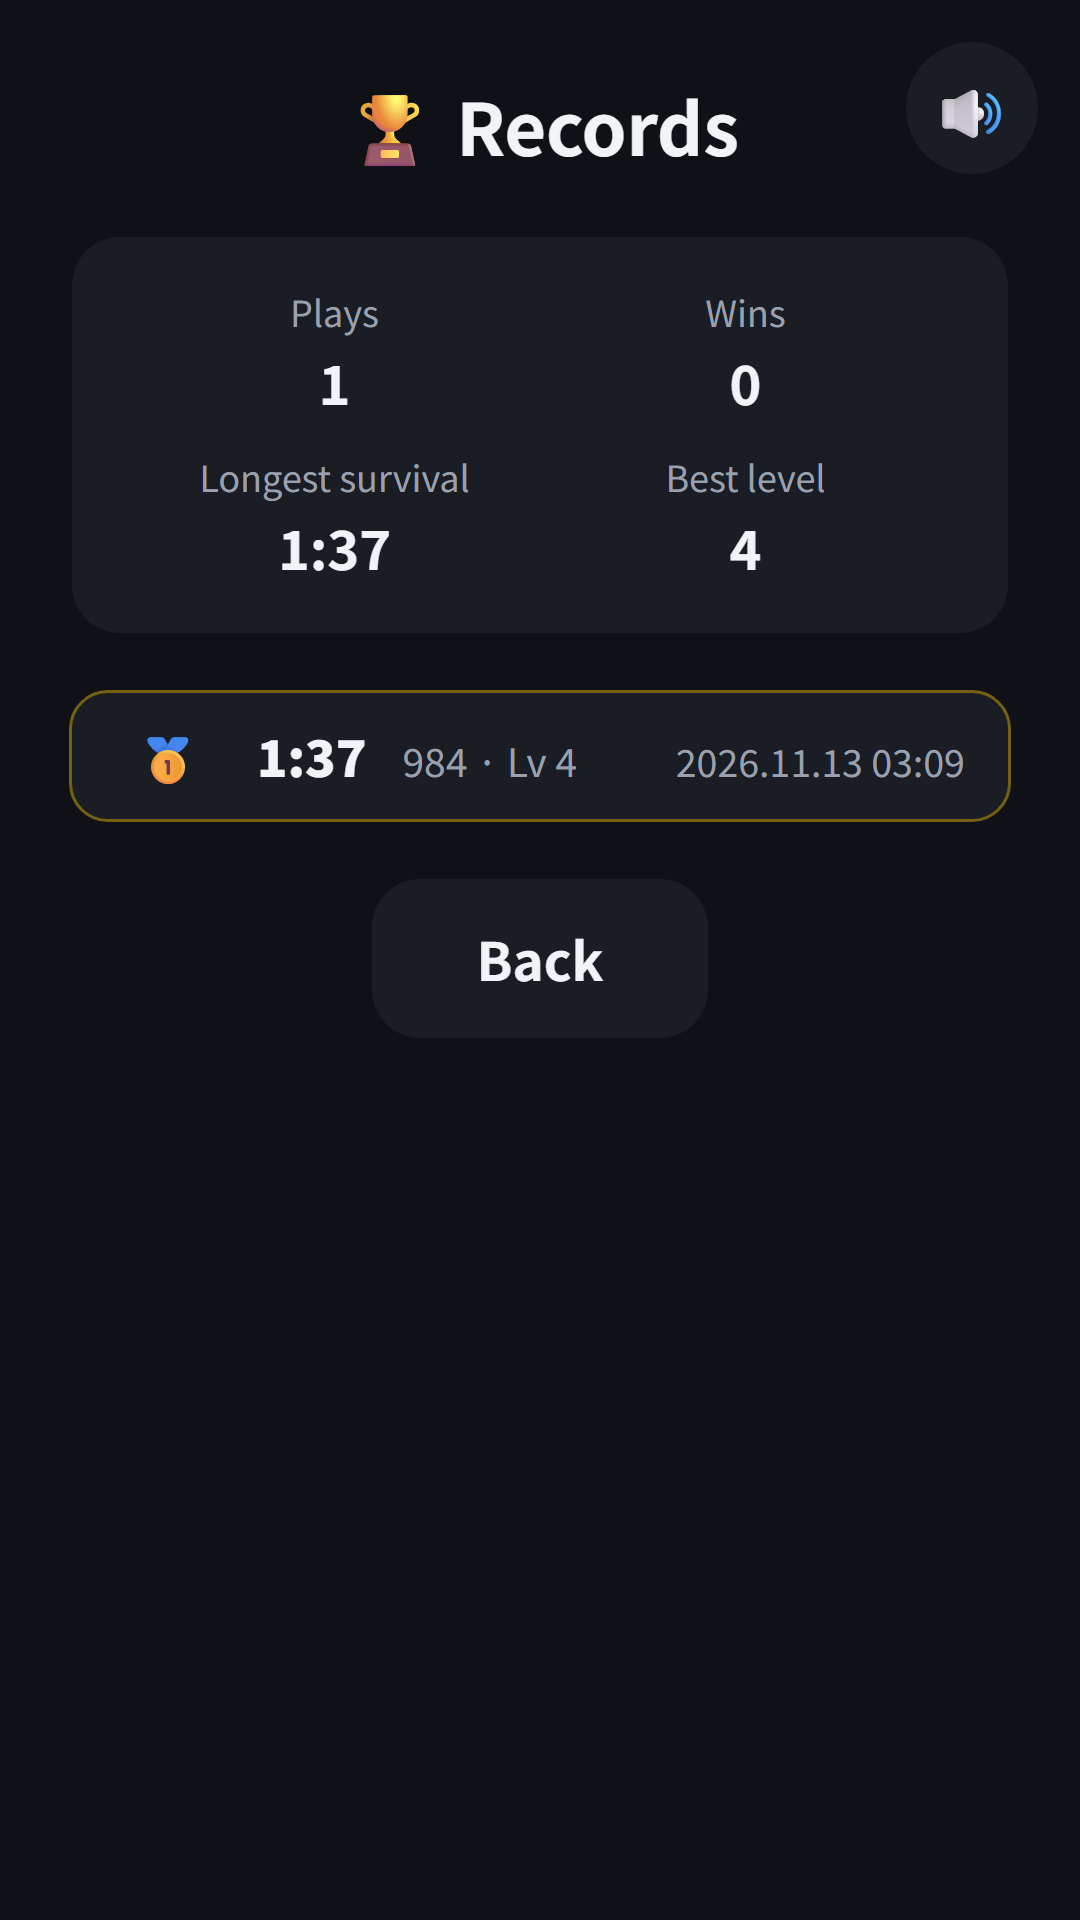 🏆 Records
Plays
1
Wins
0
Longest survival
1:37
Best level
4
🥇 1:37 984 · Lv 4 2026.11.13 03:09
Back